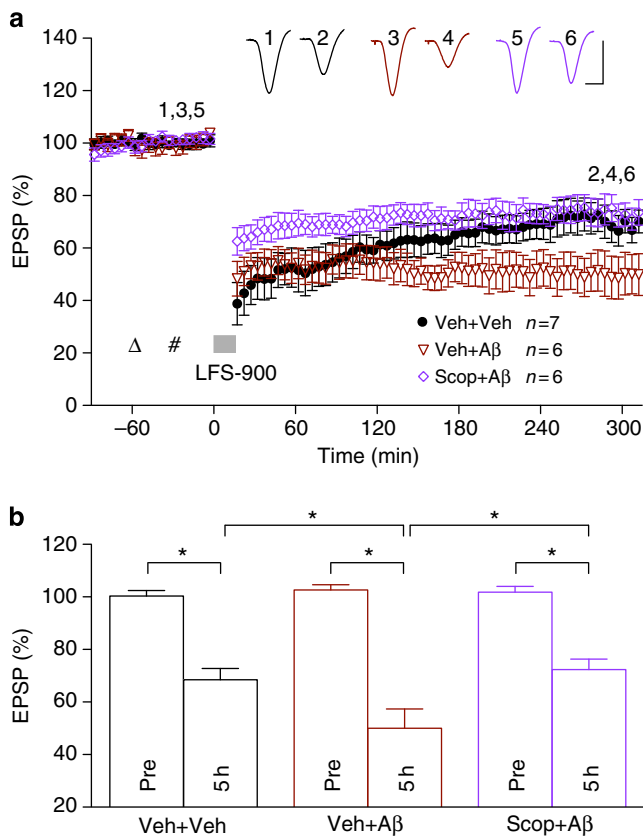 a
140
120
100
80
60
40
20
0
EPSP (%)
1 2 3 4 5 6
1,3,5
2,4,6
Veh+Veh n=7
Veh+Aβ n=6
Scop+Aβ n=6
Δ #
LFS-900
–60 0 60 120 180 240 300
Time (min)
b
120
100
80
60
40
20
EPSP (%)
* *
* * *
Pre 5 h Pre 5 h Pre 5 h
Veh+Veh Veh+Aβ Scop+Aβ